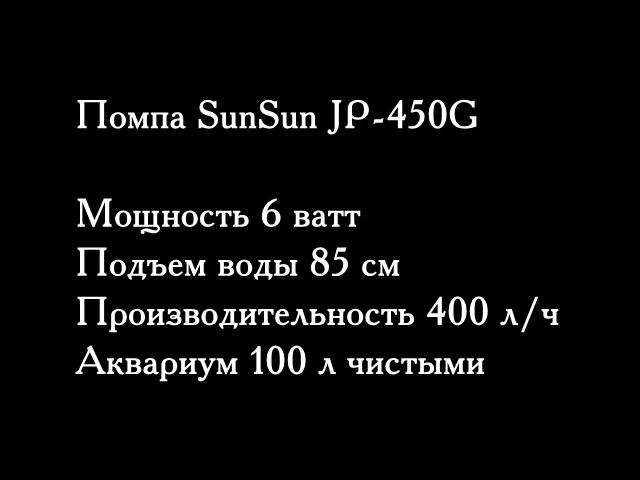 Помпа SunSun JP-450G
Мощность 6 ватт
Подъем воды 85 см
Производительность 400 л/ч
Аквариум 100 л чистыми